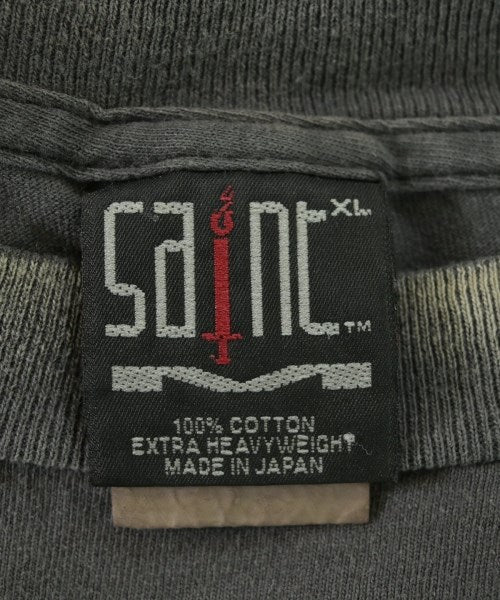 saint XL
TM
100% COTTON
EXTRA HEAVYWEIGHT
MADE IN JAPAN